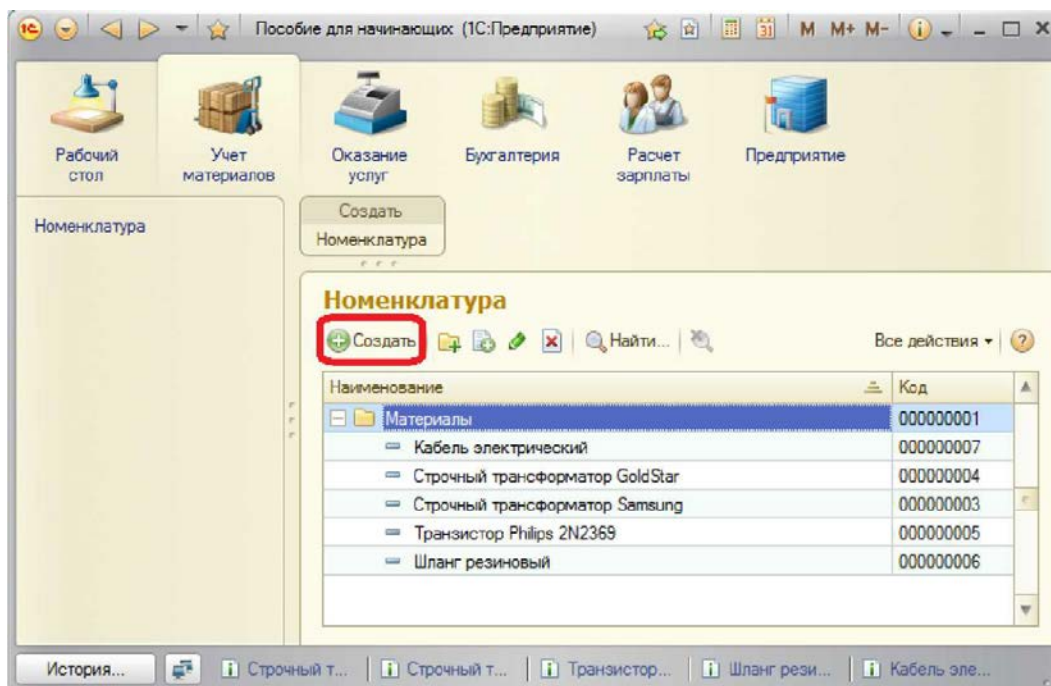 1С Пособие для начинающих (1С:Предприятие) 31 M M+ M-
Рабочий стол
Учет материалов
Оказание услуг
Бухгалтерия
Расчет зарплаты
Предприятие
Номенклатура
Создать
Номенклатура
Номенклатура
Создать Найти... Все действия ?
Наименование Код
Материалы 000000001
Кабель электрический 000000007
Строчный трансформатор GoldStar 000000004
Строчный трансформатор Samsung 000000003
Транзистор Philips 2N2369 000000005
Шланг резиновый 000000006
История... Строчный т... Строчный т... Транзистор... Шланг рези... Кабель эле...